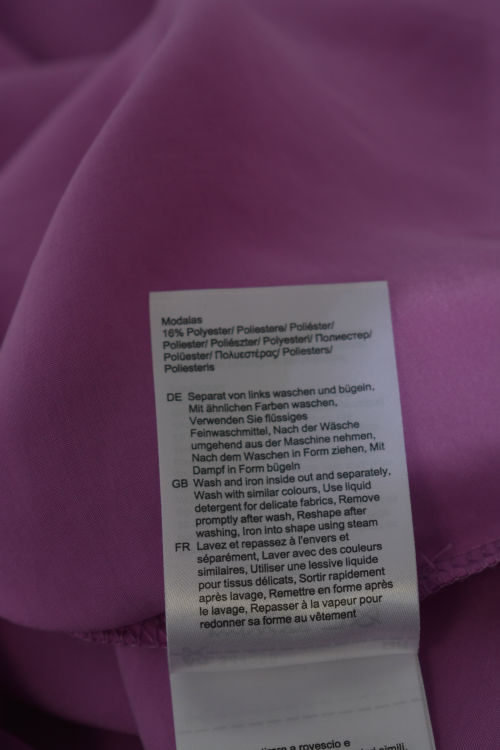 Modalas
16% Polyester/ Poliestere/ Poliéster/
Poliester/ Poliészter/ Polyesteri/ Полиестер/
Polüester/ Πολυεστέρας/ Poliesters/
Poliesteris
DE Separat von links waschen und bügeln,
Mit ähnlichen Farben waschen,
Verwenden Sie flüssiges
Feinwaschmittel, Nach der Wäsche
umgehend aus der Maschine nehmen,
Nach dem Waschen in Form ziehen, Mit
Dampf in Form bügeln
GB Wash and iron inside out and separately,
Wash with similar colours, Use liquid
detergent for delicate fabrics, Remove
promptly after wash, Reshape after
washing, Iron into shape using steam
FR Lavez et repassez à l'envers et
séparément, Laver avec des couleurs
similaires, Utiliser une lessive liquide
pour tissus délicats, Sortir rapidement
après lavage, Remettre en forme après
le lavage, Repasser à la vapeur pour
redonner sa forme au vêtement
a rovescio e
simili,